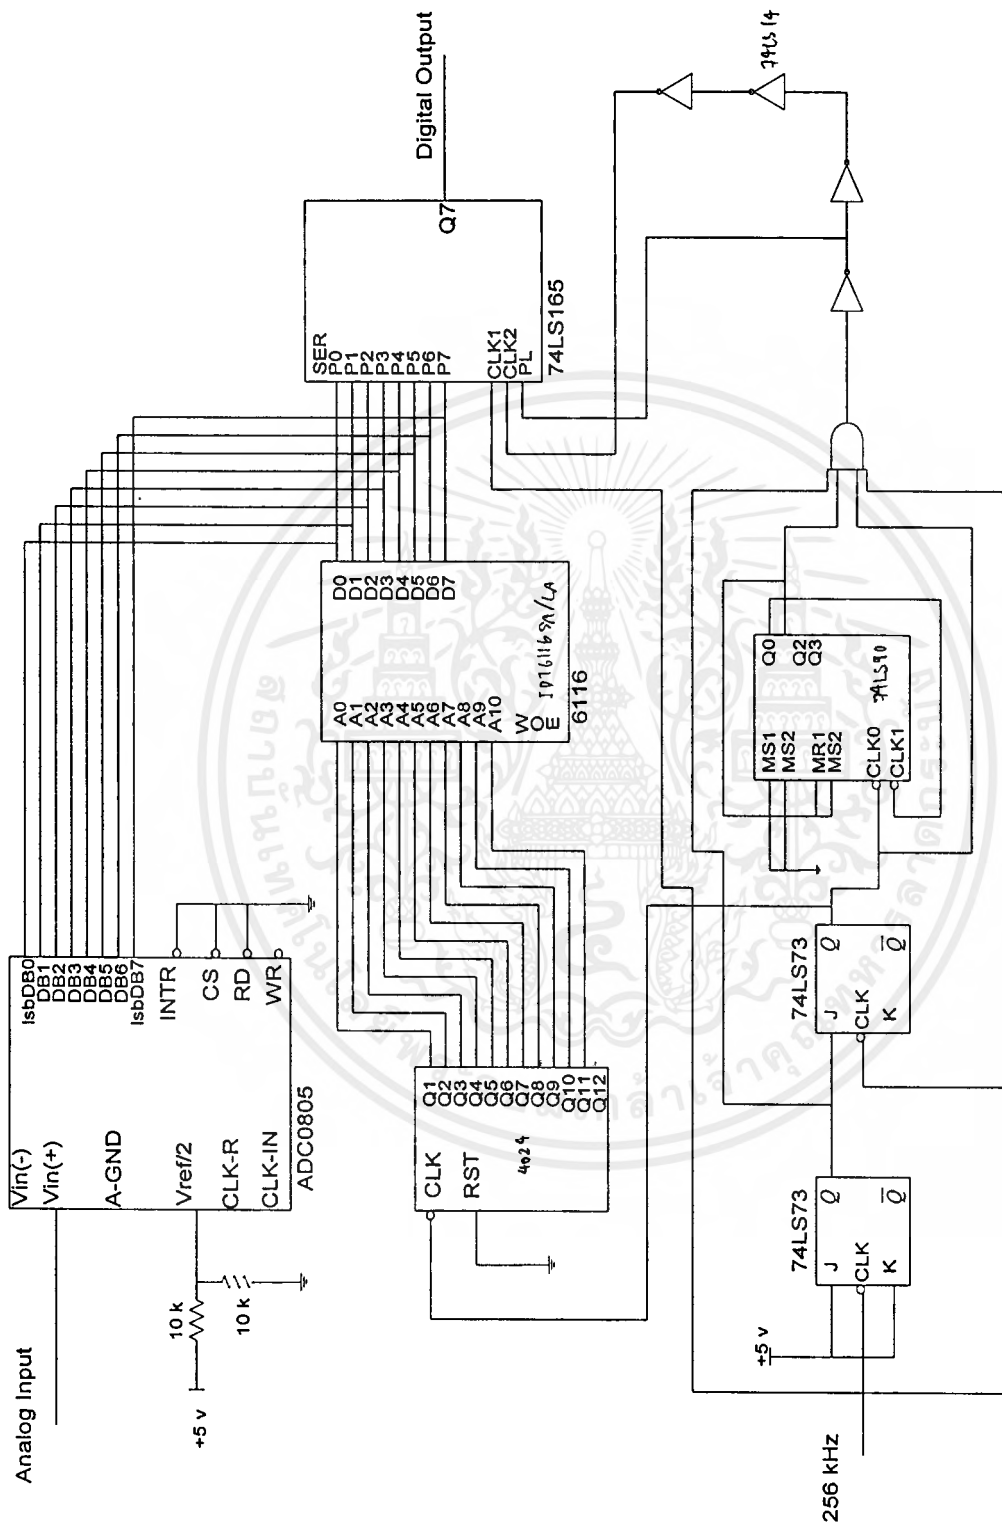 Analog Input
+5 v
10 k
10 k
Vin(-)
Vin(+)
A-GND
Vref/2
CLK-R
CLK-IN
lsbDB0
DB1
DB2
DB3
DB4
DB5
DB6
lsbDB7
INTR
CS
RD
WR
ADC0805
CLK
RST
4024
Q1
Q2
Q3
Q4
Q5
Q6
Q7
Q8
Q9
Q10
Q11
Q12
A0
A1
A2
A3
A4
A5
A6
A7
A8
A9
A10
W
O
E
D0
D1
D2
D3
D4
D5
D6
D7
6116
SER
P0
P1
P2
P3
P4
P5
P6
P7
CLK1
CLK2
PL
Q7
74LS165
Digital Output
256 kHz
+5 v
J
CLK
K
Q
Q̅
74LS73
J
CLK
K
Q
Q̅
74LS73
MS1
MS2
MR1
MS2
CLK0
CLK1
Q0
Q2
Q3
74LS90
74LS14